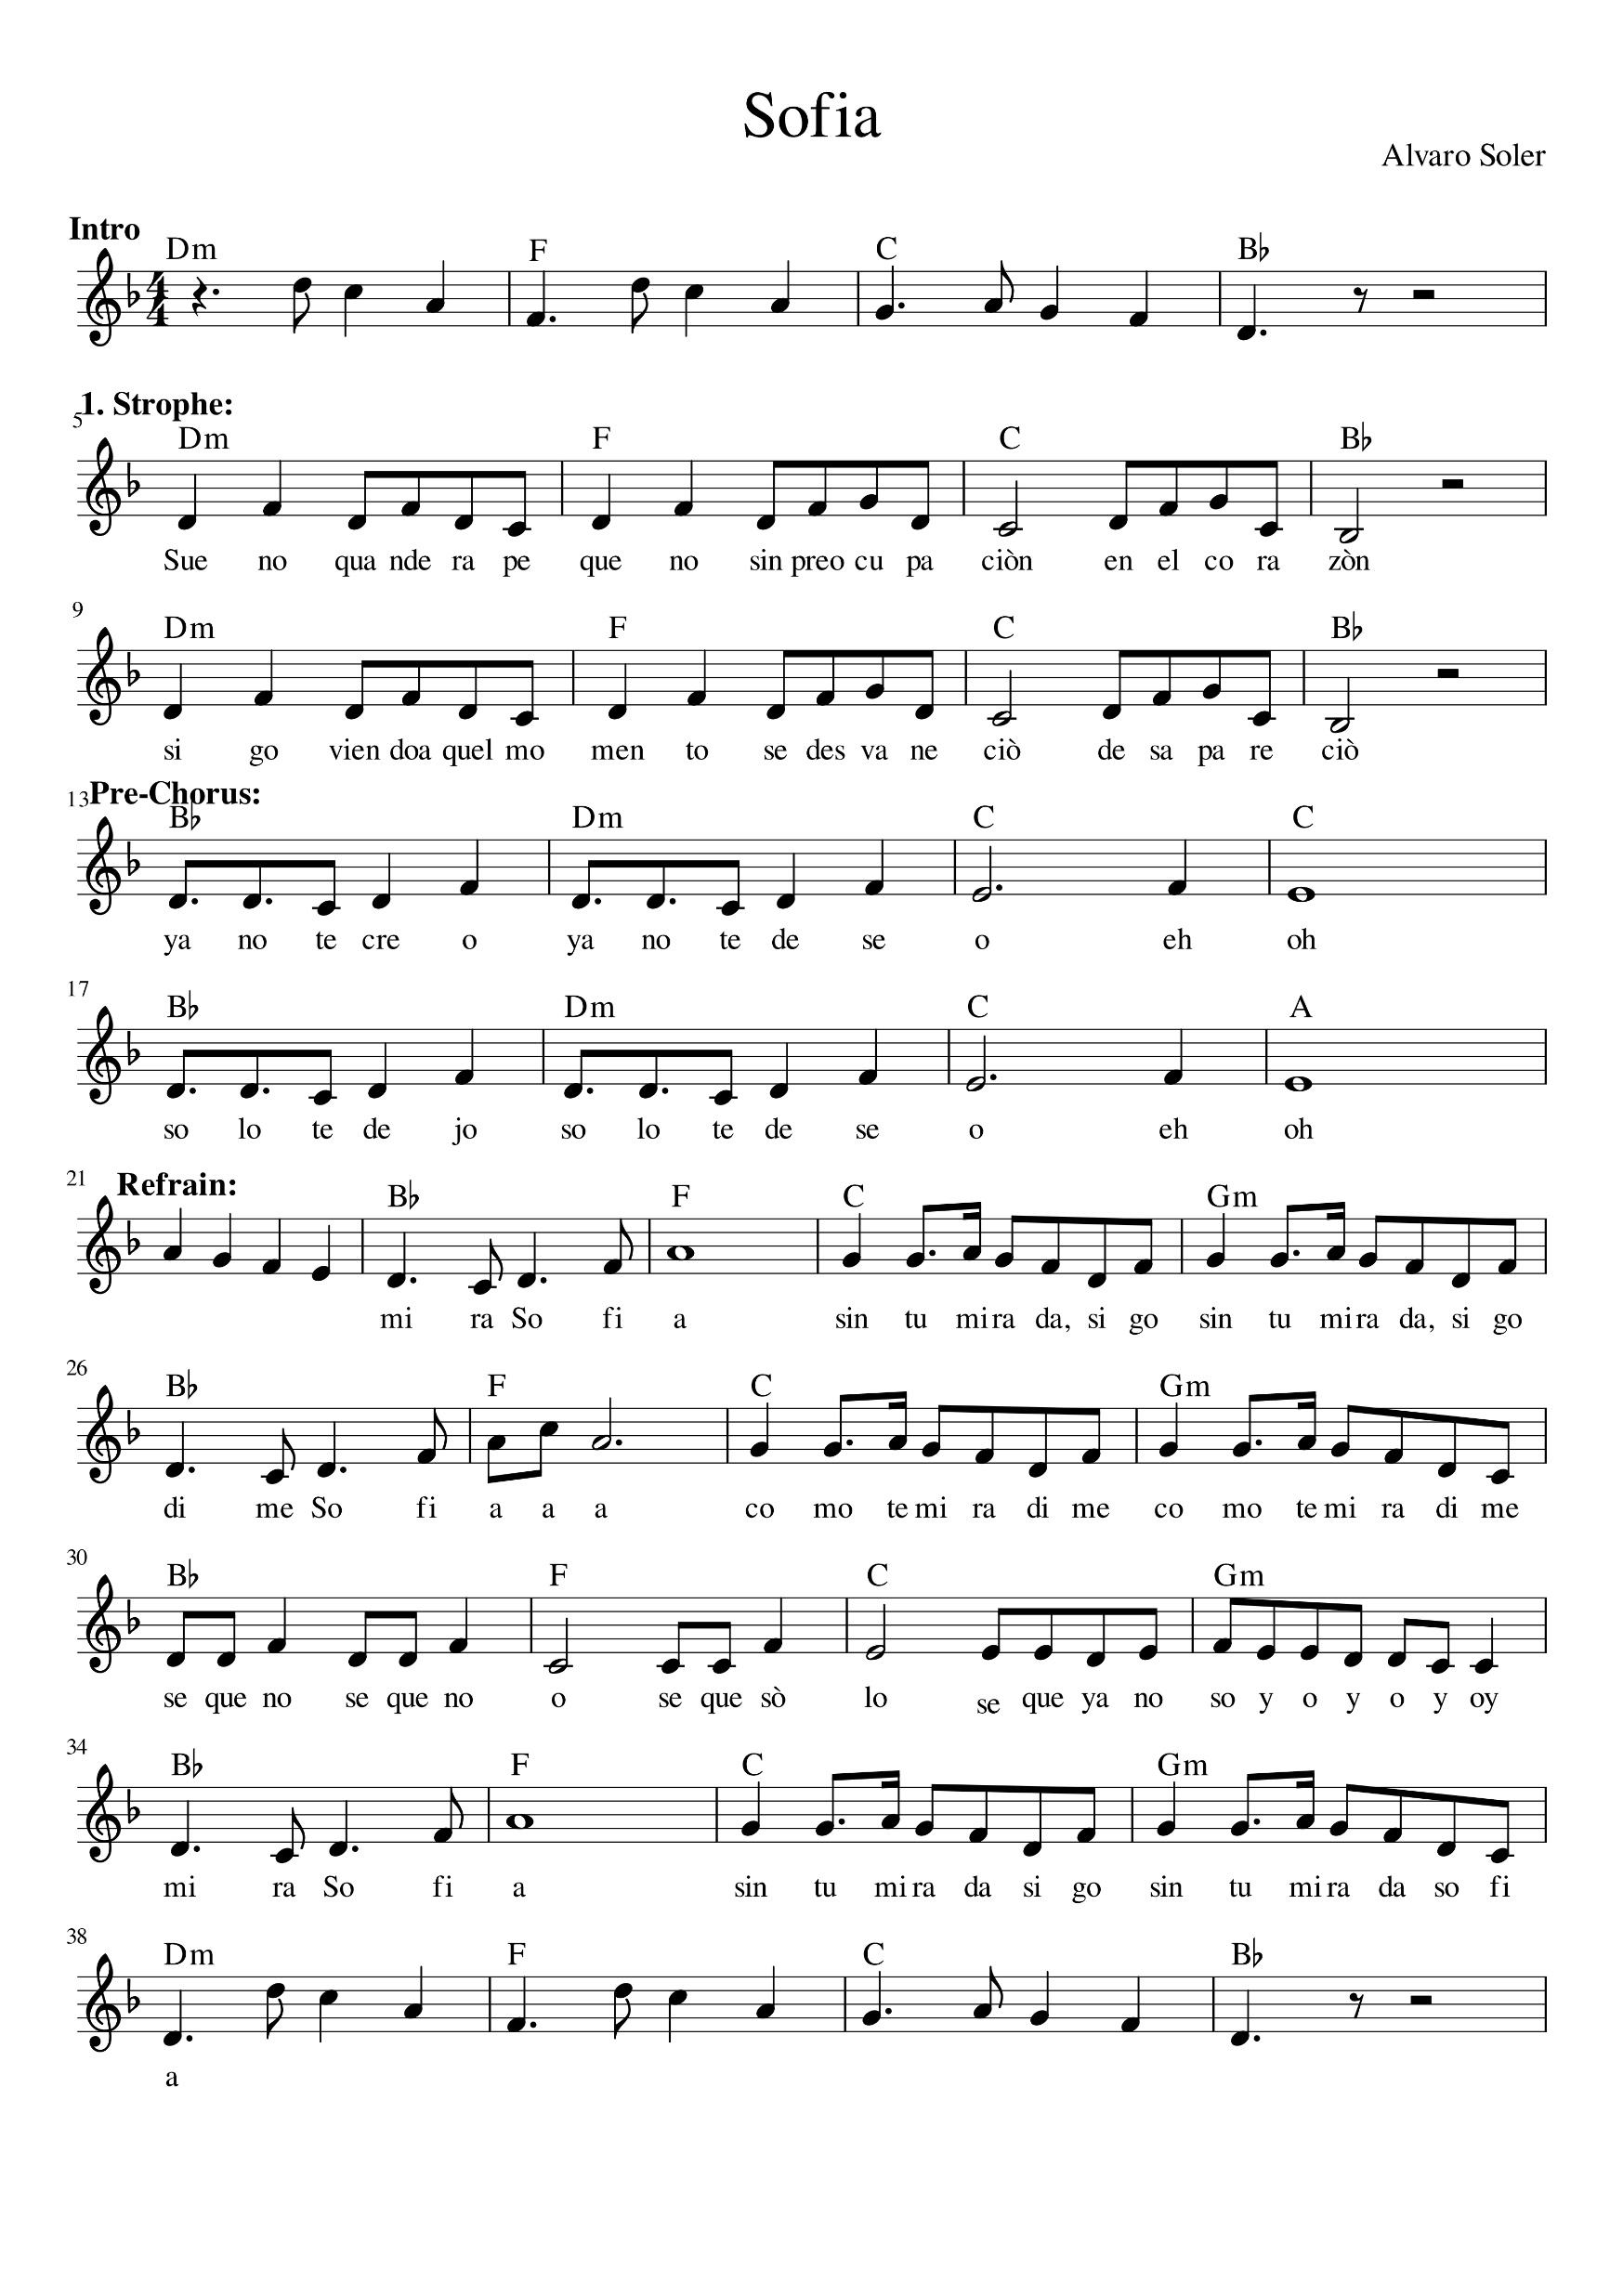 Sofia
Alvaro Soler
Intro
Dm F C B♭
4
4
1. Strophe:
5
Dm F C B♭
Sue no qua nde ra pe que no sin preo cu pa ciòn en el co ra zòn
9
Dm F C B♭
si go vien doa quel mo men to se des va ne ciò de sa pa re ciò
Pre-Chorus:
13
B♭ Dm C C
ya no te cre o ya no te de se o eh oh
17
B♭ Dm C A
so lo te de jo so lo te de se o eh oh
21
Refrain:
B♭ F C Gm
mi ra So fi a sin tu mi ra da, si go sin tu mi ra da, si go
26
B♭ F C Gm
di me So fi a a a co mo te mi ra di me co mo te mi ra di me
30
B♭ F C Gm
se que no se que no o se que sò lo se que ya no so y o y o y oy
34
B♭ F C Gm
mi ra So fi a sin tu mi ra da si go sin tu mi ra da so fi
38
Dm F C B♭
a